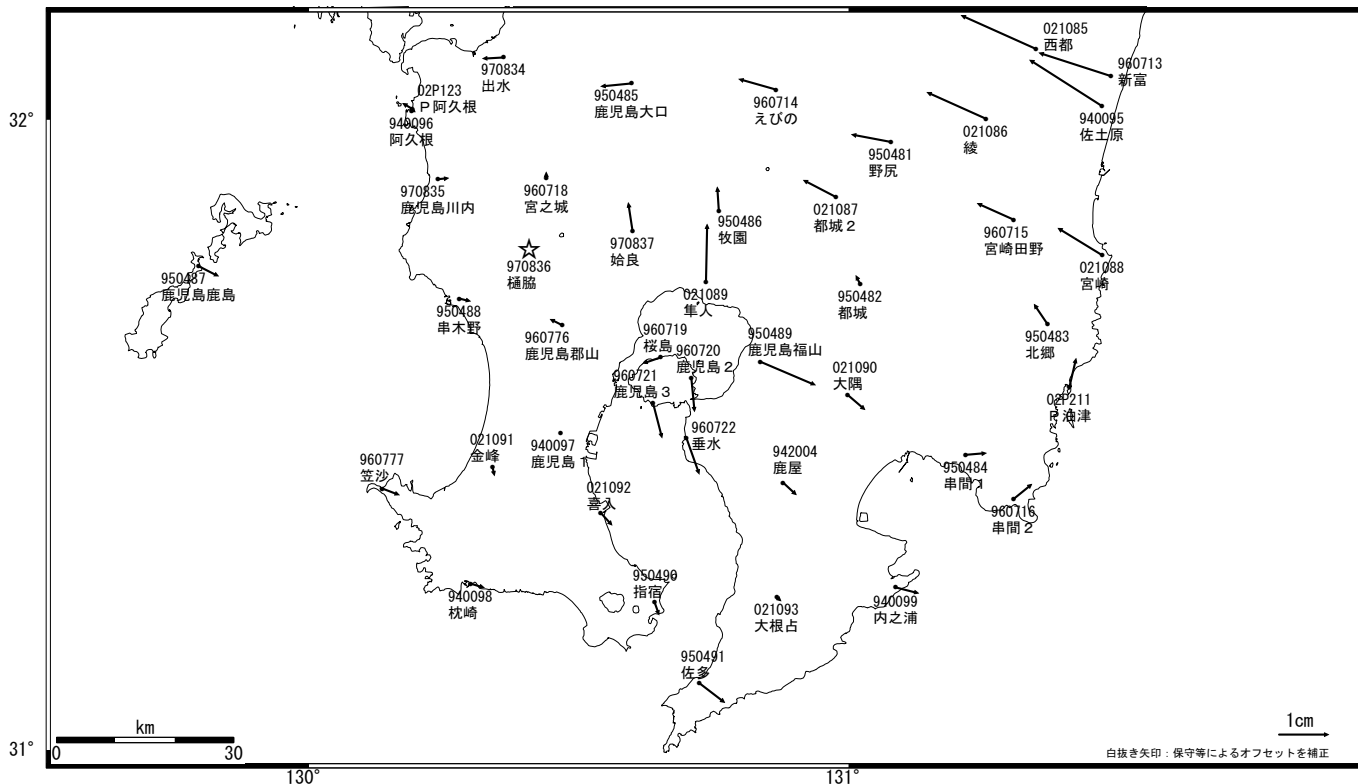 021085
西都
960713
新富
970834
出水
02P123
P阿久根
950485
鹿児島大口
960714
えびの
940096
阿久根
32°
021086
綾
940095
佐土原
950481
野尻
970835
鹿児島川内
960718
宮之城
950486
牧園
021087
都城2
960715
宮崎田野
970837
姶良
970836
樋脇
021088
宮崎
950487
鹿児島鹿島
021089
隼人
950482
都城
950488
串木野
960776
鹿児島郡山
960719
桜島
950489
鹿児島福山
950483
北郷
960720
鹿児島2
021090
大隅
960721
鹿児島3
02P211
P油津
960722
垂水
021091
金峰
940097
鹿児島1
942004
鹿屋
950484
串間1
960777
笠沙
021092
喜入
960716
串間2
940098
枕崎
950490
指宿
021093
大根占
940099
内之浦
950491
佐多
km
0
30
1cm
31°
白抜き矢印：保守等によるオフセットを補正
130°
131°